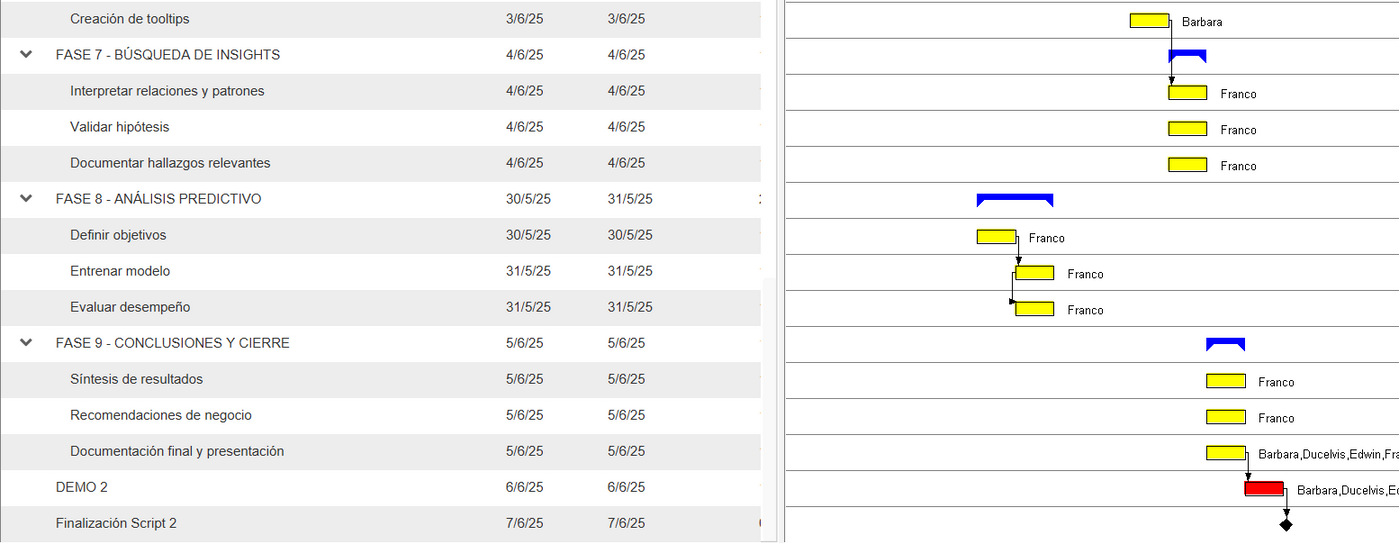 Creación de tooltips 3/6/25 3/6/25 Barbara
FASE 7 - BÚSQUEDA DE INSIGHTS 4/6/25 4/6/25
Interpretar relaciones y patrones 4/6/25 4/6/25 Franco
Validar hipótesis 4/6/25 4/6/25 Franco
Documentar hallazgos relevantes 4/6/25 4/6/25 Franco
FASE 8 - ANÁLISIS PREDICTIVO 30/5/25 31/5/25
Definir objetivos 30/5/25 30/5/25 Franco
Entrenar modelo 31/5/25 31/5/25 Franco
Evaluar desempeño 31/5/25 31/5/25 Franco
FASE 9 - CONCLUSIONES Y CIERRE 5/6/25 5/6/25
Síntesis de resultados 5/6/25 5/6/25 Franco
Recomendaciones de negocio 5/6/25 5/6/25 Franco
Documentación final y presentación 5/6/25 5/6/25 Barbara,Ducelvis,Edwin,Fra
DEMO 2 6/6/25 6/6/25 Barbara,Ducelvis,Ed
Finalización Script 2 7/6/25 7/6/25